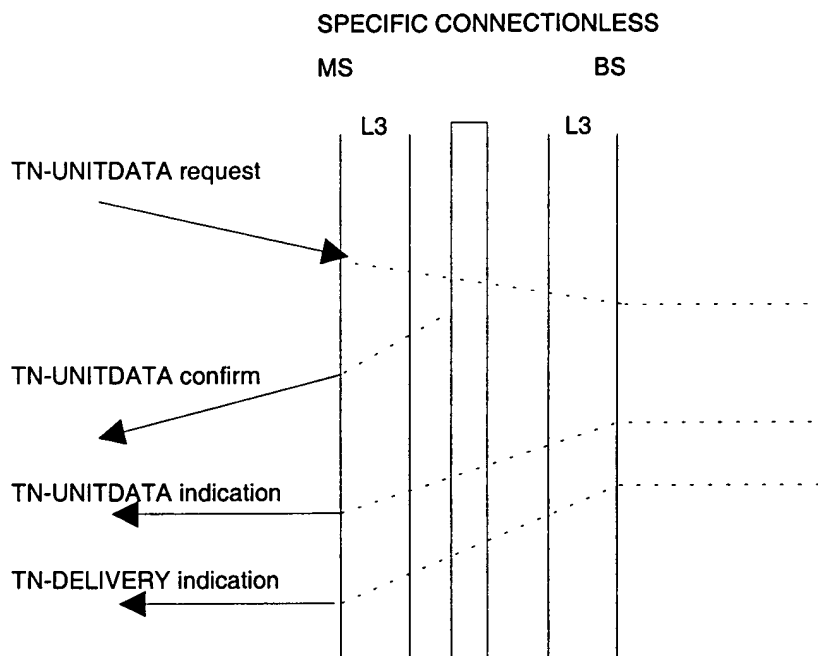 SPECIFIC CONNECTIONLESS
MS BS
L3 L3
TN-UNITDATA request
TN-UNITDATA confirm
TN-UNITDATA indication
TN-DELIVERY indication